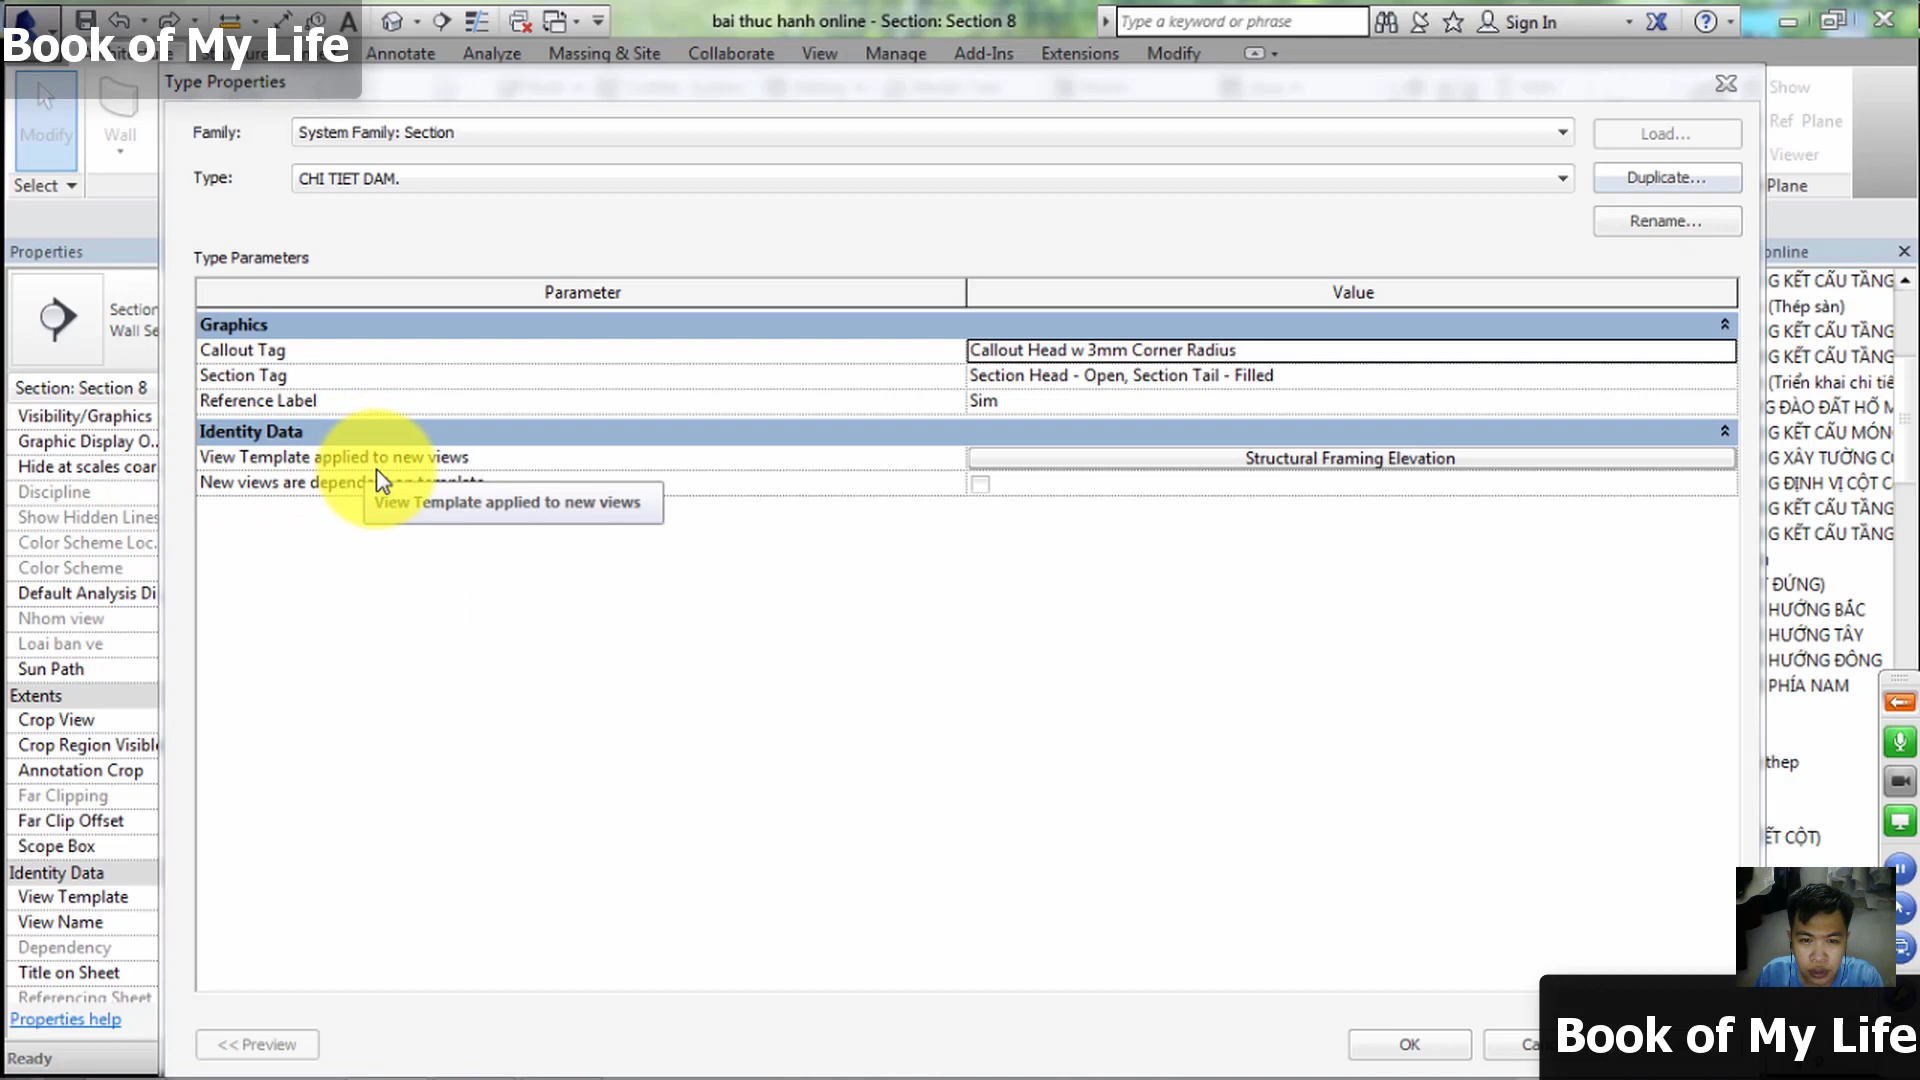 bai thuc hanh online - Section: Section 8
Type a keyword or phrase
Sign In
Book of My Life
Annotate
Analyze
Massing & Site
Collaborate
View
Manage
Add-Ins
Extensions
Modify
Modify
Wall
Select
Show
Ref Plane
Viewer
Plane
Type Properties
Family:
System Family: Section
Load...
Type:
CHI TIET DAM.
Duplicate...
Rename...
Type Parameters
Parameter
Value
Graphics
Callout Tag
Callout Head w 3mm Corner Radius
Section Tag
Section Head - Open, Section Tail - Filled
Reference Label
Sim
Identity Data
View Template applied to new views
Structural Framing Elevation
New views are depend
View Template applied to new views
<< Preview
OK
Properties
Section
Wall Se
Section: Section 8
Visibility/Graphics
Graphic Display O...
Hide at scales coar
Discipline
Show Hidden Lines
Color Scheme Loc.
Color Scheme
Default Analysis Di
Nhom view
Loai ban ve
Sun Path
Extents
Crop View
Crop Region Visible
Annotation Crop
Far Clipping
Far Clip Offset
Scope Box
Identity Data
View Template
View Name
Dependency
Title on Sheet
Referencing Sheet
Properties help
Ready
online
G KẾT CẤU TẦNG
(Thép sàn)
G KẾT CẤU TẦNG
G KẾT CẤU TẦNG
(Triển khai chi tiê
G ĐÀO ĐẤT HỐ M
G KẾT CẤU MÓN
G XÂY TƯỜNG C
G ĐỊNH VỊ CỘT C
G KẾT CẤU TẦNG
G KẾT CẤU TẦNG
ĐỨNG)
HƯỚNG BẮC
HƯỚNG TÂY
HƯỚNG ĐÔNG
PHÍA NAM
thep
ẾT CỘT)
Book of My Life